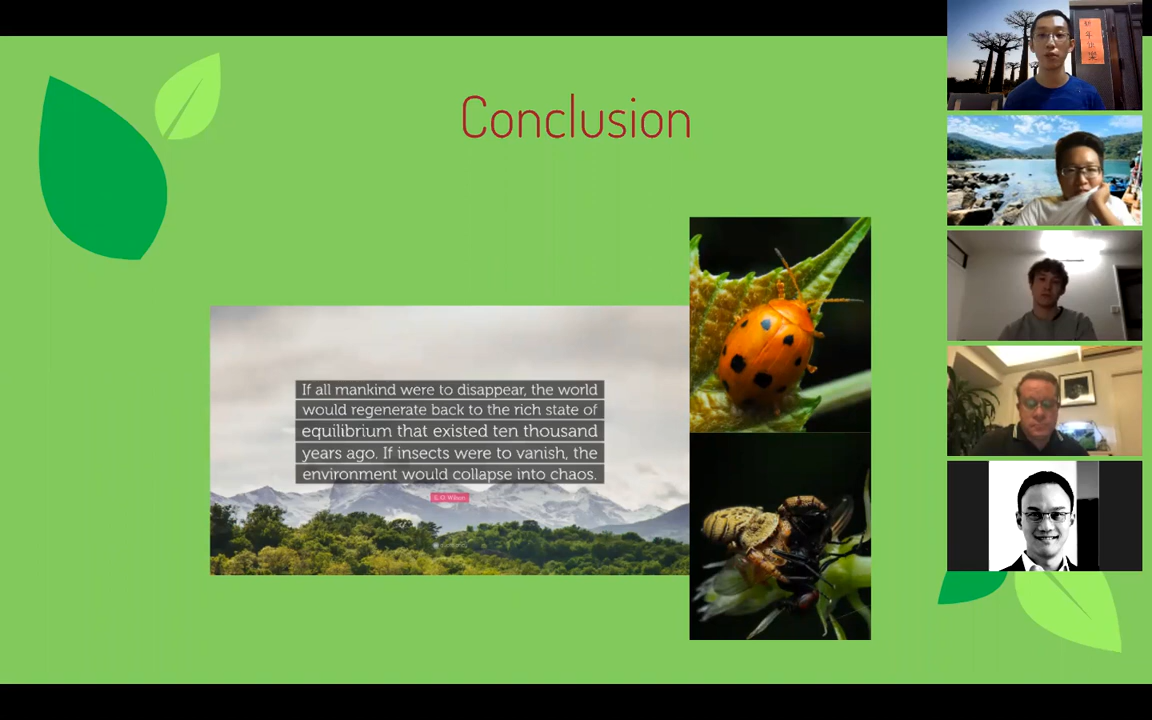 Conclusion
If all mankind were to disappear, the world
would regenerate back to the rich state of
equilibrium that existed ten thousand
years ago. If insects were to vanish, the
environment would collapse into chaos.
E. O. Wilson